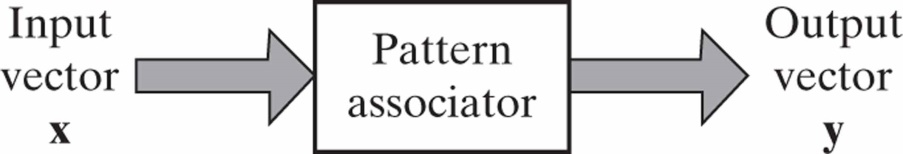 Input
vector
x
Pattern
associator
Output
vector
y